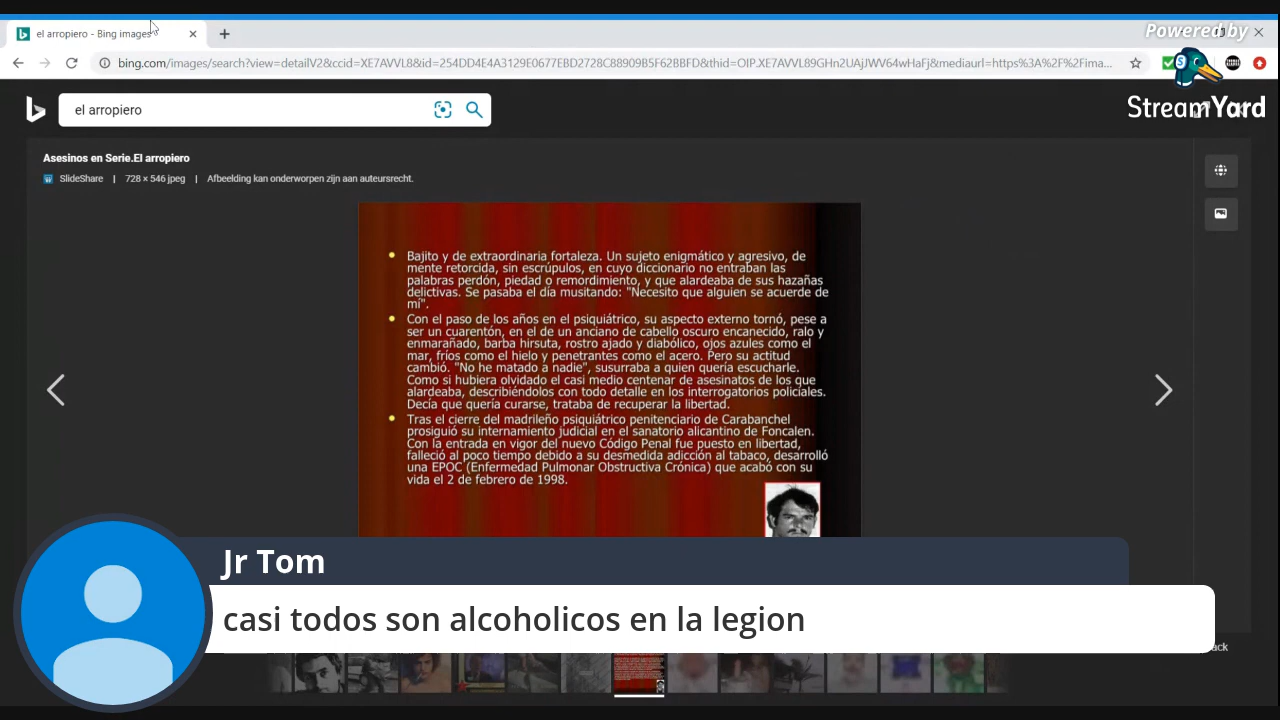 el arropiero - Bing images
Powered by
bing.com/images/search?view=detailV2&ccid=XE7AVVL8&id=254DD4E4A3129E0677EBD2728C88909B5F62BBFD&thid=OIP.XE7AVVL89GHn2UAjJWV64wHaFj&mediaurl=https%3A%2F%2Fima...
StreamYard
el arropiero
Asesinos en Serie.El arropiero
SlideShare | 728 × 546 jpeg | Afbeelding kan onderworpen zijn aan auteursrecht.
Bajito y de extraordinaria fortaleza. Un sujeto enigmático y agresivo, de
mente retorcida, sin escrúpulos, en cuyo diccionario no entraban las
palabras perdón, piedad o remordimiento, y que alardeaba de sus hazañas
delictivas. Se pasaba el día musitando: "Necesito que alguien se acuerde de
mí".
Con el paso de los años en el psiquiátrico, su aspecto externo tornó, pese a
ser un cuarentón, en el de un anciano de cabello oscuro encanecido, ralo y
enmarañado, barba hirsuta, rostro ajado y diabólico, ojos azules como el
mar, fríos como el hielo y penetrantes como el acero. Pero su actitud
cambió. "No he matado a nadie", susurraba a quien quería escucharle.
Como si hubiera olvidado el casi medio centenar de asesinatos de los que
alardeaba, describiéndolos con todo detalle en los interrogatorios policiales.
Decía que quería curarse, trataba de recuperar la libertad.
Tras el cierre del madrileño psiquiátrico penitenciario de Carabanchel
prosiguió su internamiento judicial en el sanatorio alicantino de Foncalen.
Con la entrada en vigor del nuevo Código Penal fue puesto en libertad,
falleció al poco tiempo debido a su desmedida adicción al tabaco, desarrolló
una EPOC (Enfermedad Pulmonar Obstructiva Crónica) que acabó con su
vida el 2 de febrero de 1998.
Jr Tom
casi todos son alcoholicos en la legion